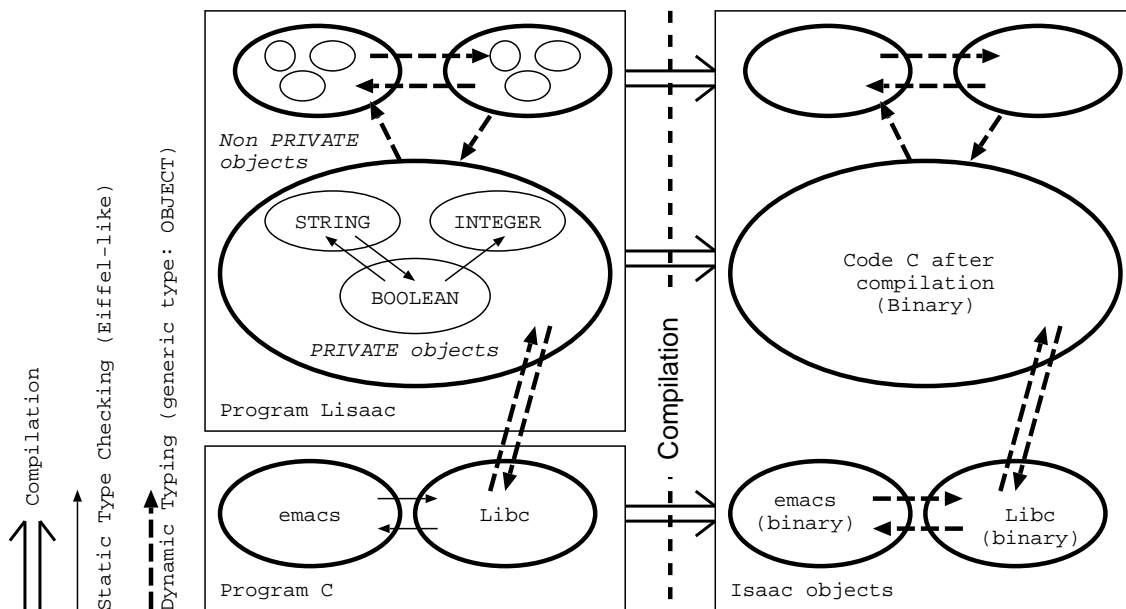 Non PRIVATE
objects
STRING
INTEGER
BOOLEAN
PRIVATE objects
Program Lisaac
emacs
Libc
Program C
Compilation
Code C after
compilation
(Binary)
emacs
(binary)
Libc
(binary)
Isaac objects
Compilation
Static Type Checking (Eiffel-like)
Dynamic Typing (generic type: OBJECT)